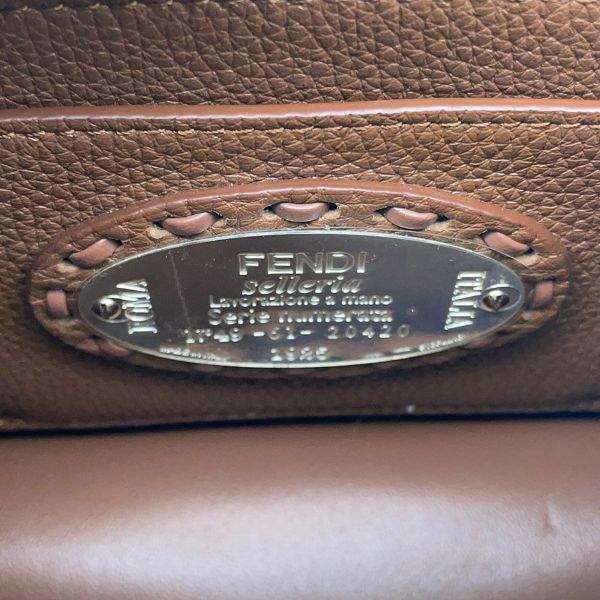 FENDI
selleria
Lavorazione a mano
Serie numerata
1925
ROMA
ITALIA